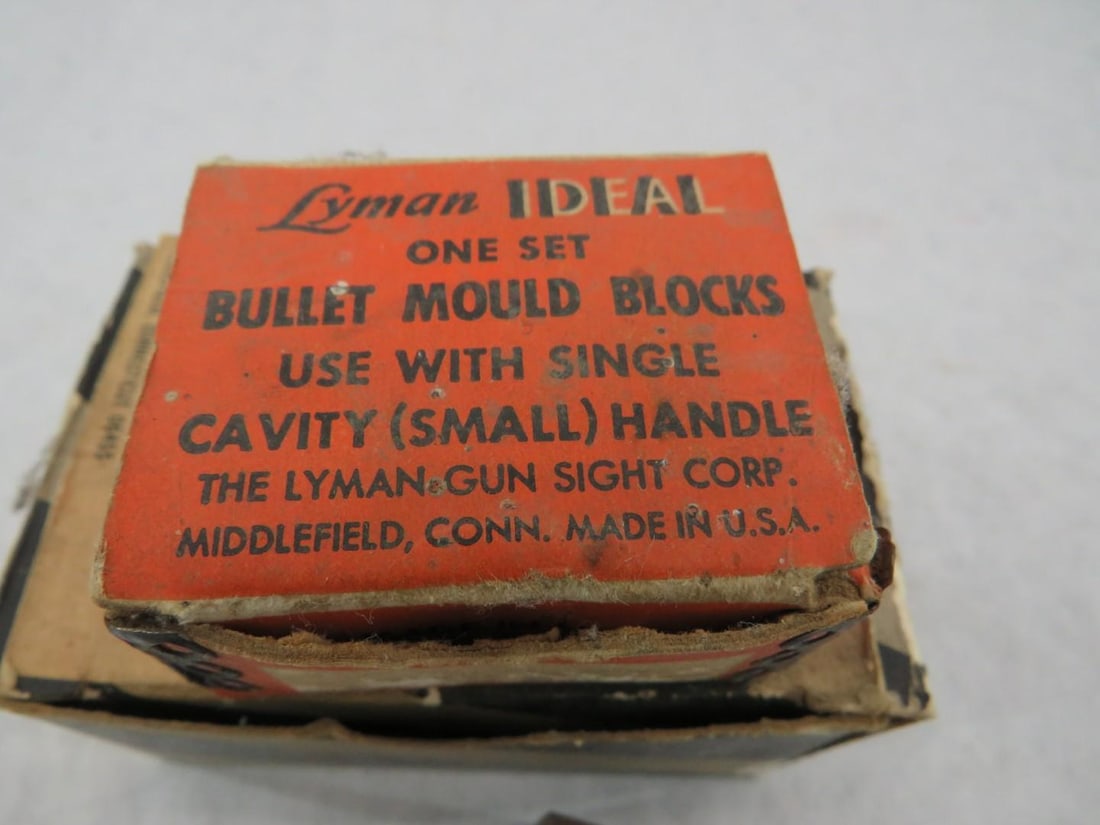 Lyman IDEAL
ONE SET
BULLET MOULD BLOCKS
USE WITH SINGLE
CAVITY (SMALL) HANDLE
THE LYMAN GUN SIGHT CORP.
MIDDLEFIELD, CONN. MADE IN U.S.A.